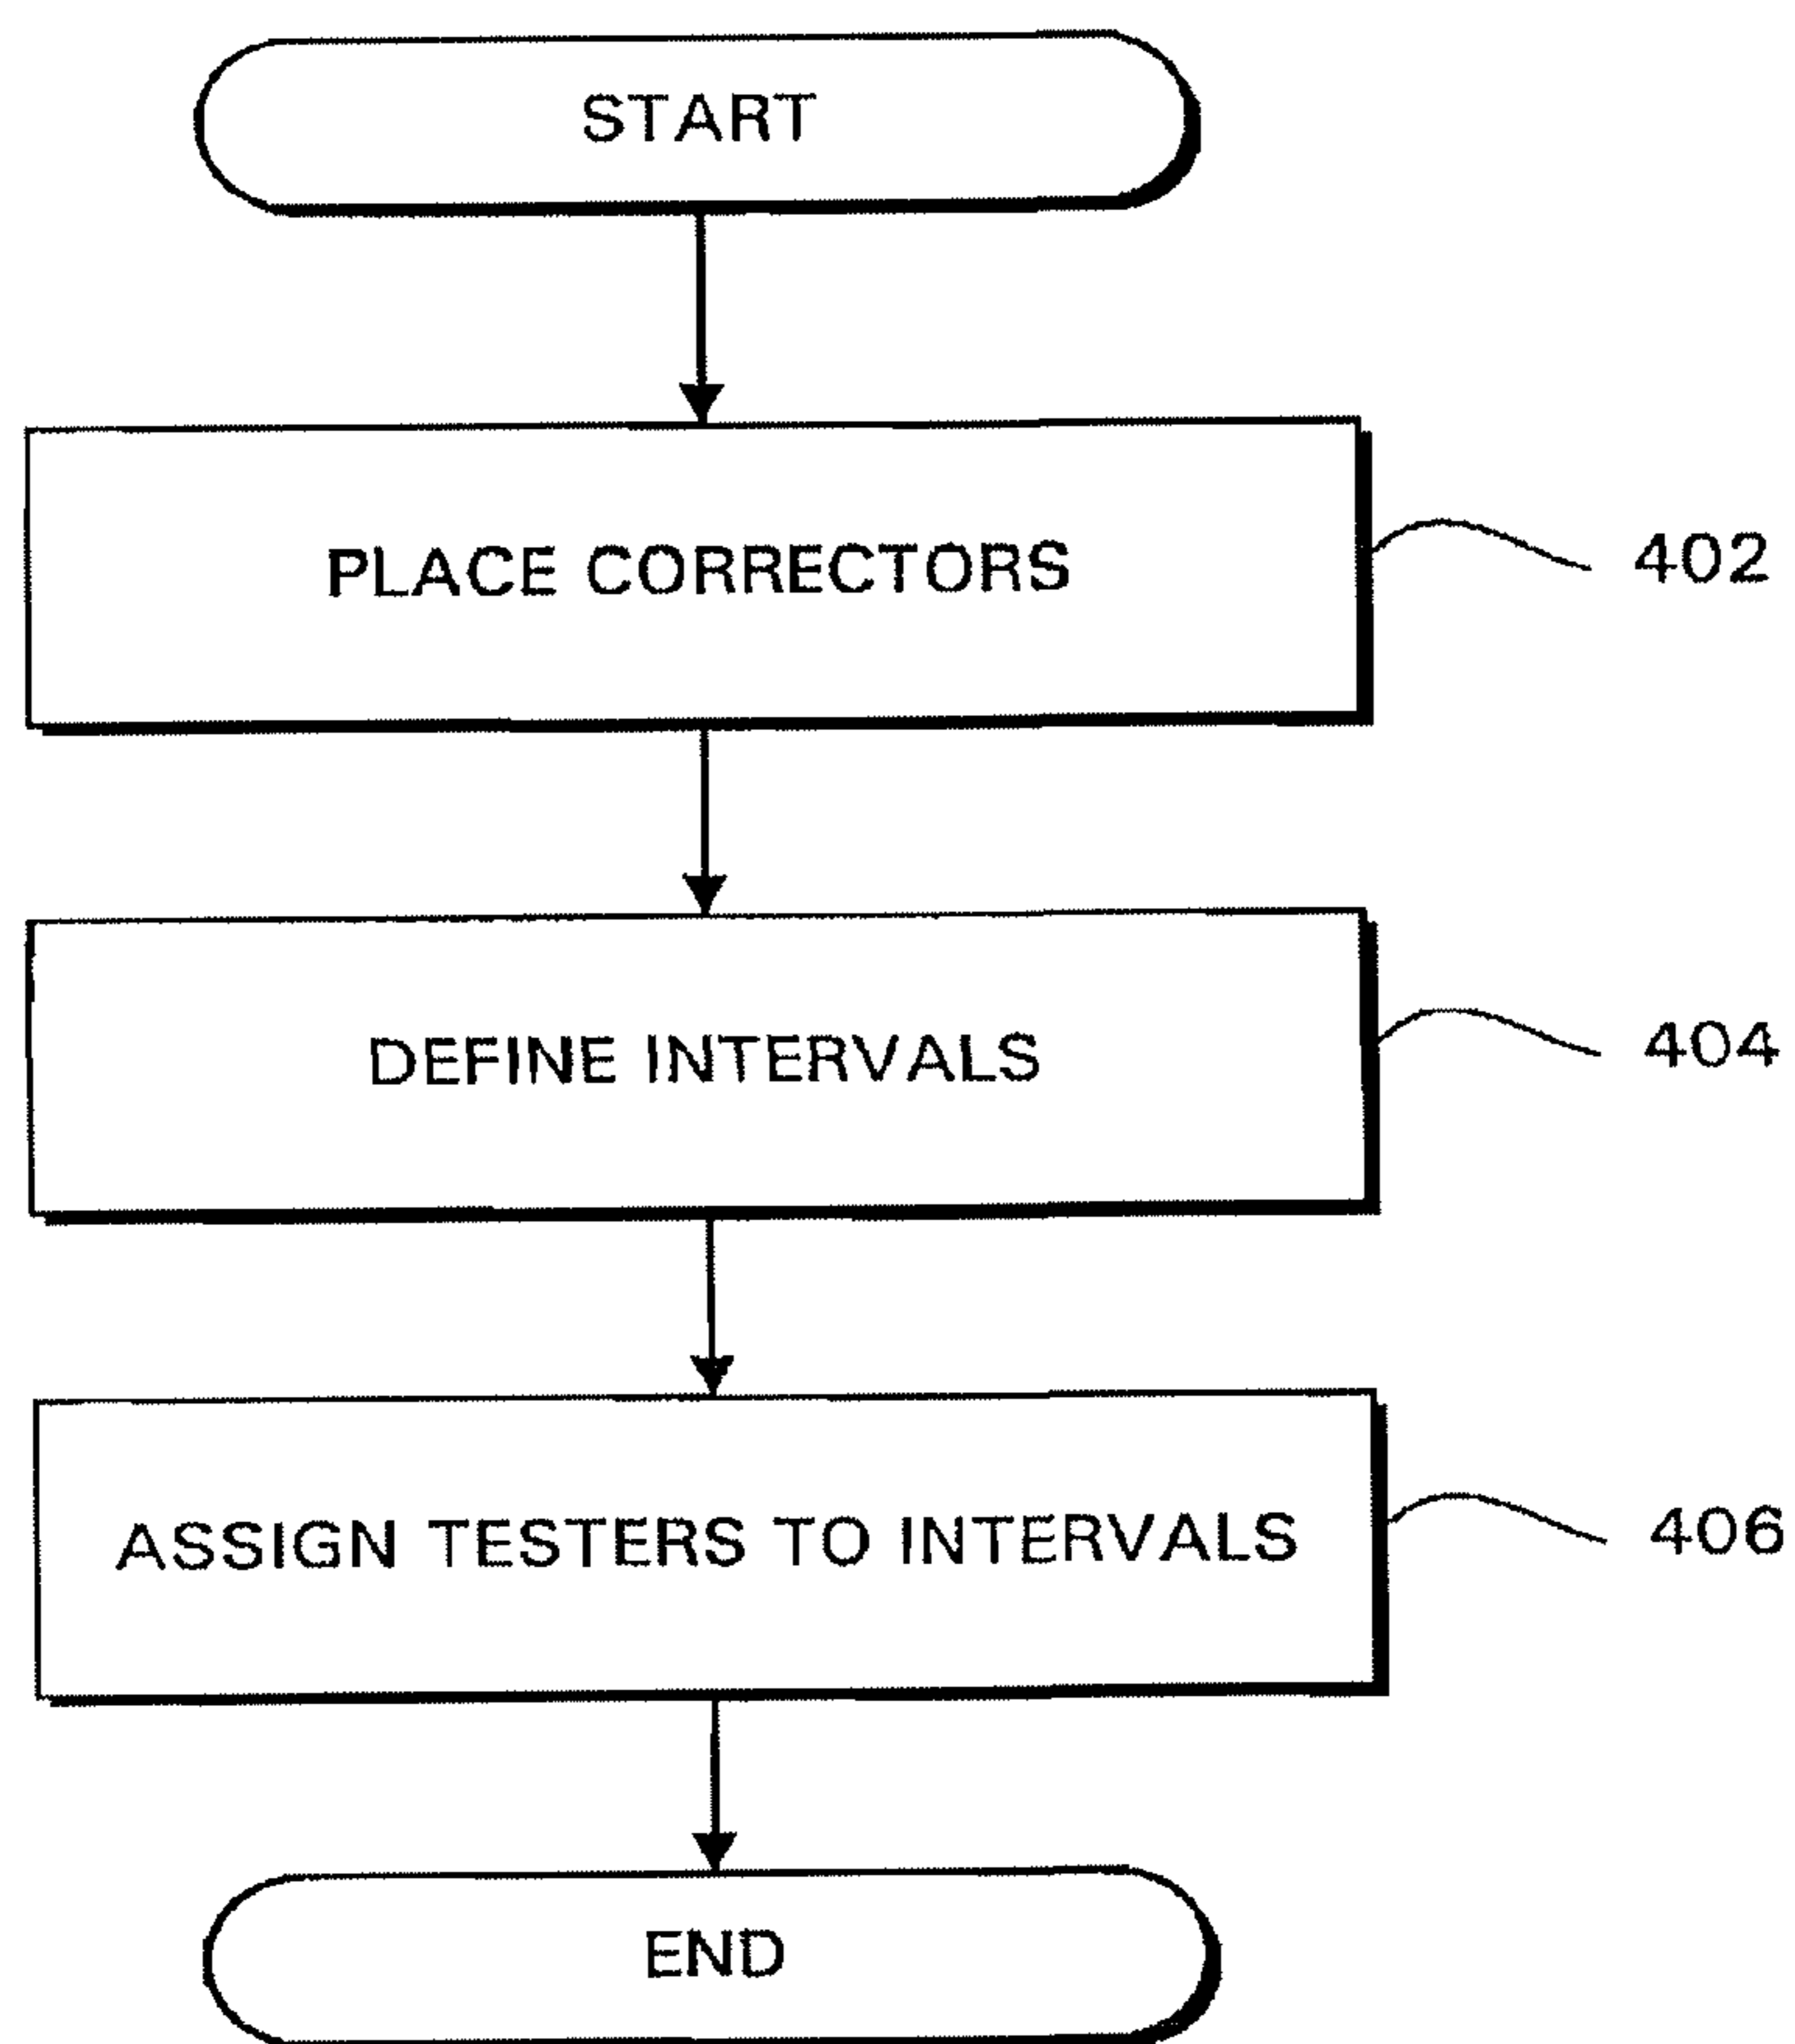 START
PLACE CORRECTORS
402
DEFINE INTERVALS
404
ASSIGN TESTERS TO INTERVALS
406
END